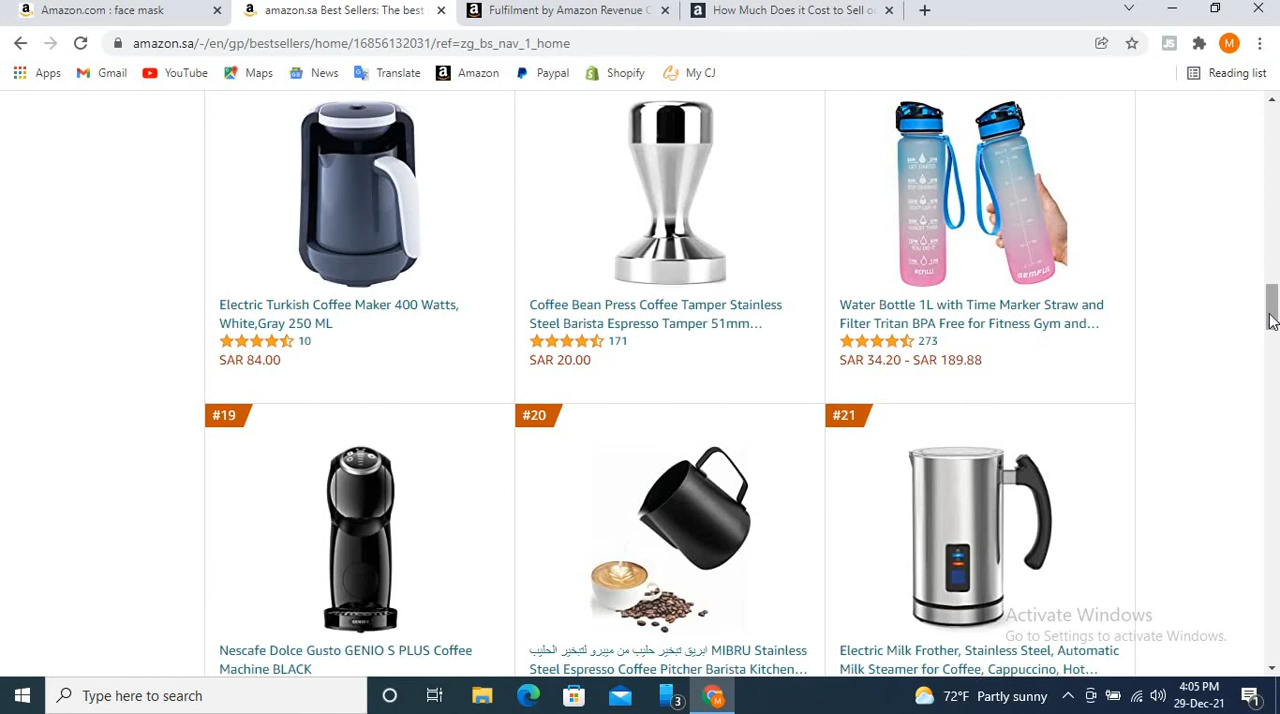 Amazon.com : face mask
amazon.sa Best Sellers: The best
Fulfilment by Amazon Revenue C
How Much Does it Cost to Sell o
amazon.sa/-/en/gp/bestsellers/home/16856132031/ref=zg_bs_nav_1_home
JS
M
Apps
Gmail
YouTube
Maps
News
Translate
Amazon
Paypal
Shopify
My CJ
Reading list
Electric Turkish Coffee Maker 400 Watts,
White,Gray 250 ML
10
SAR 84.00
Coffee Bean Press Coffee Tamper Stainless
Steel Barista Espresso Tamper 51mm...
171
SAR 20.00
REFILL!
Water Bottle 1L with Time Marker Straw and
Filter Tritan BPA Free for Fitness Gym and...
273
SAR 34.20 - SAR 189.88
#19
Nescafe Dolce Gusto GENIO S PLUS Coffee
Machine BLACK
#20
ابريق تبخير حليب من ميبرو لتبخير الحليب MIBRU Stainless
Steel Espresso Coffee Pitcher Barista Kitchen...
#21
Electric Milk Frother, Stainless Steel, Automatic
Milk Steamer for Coffee, Cappuccino, Hot...
Activate Windows
Go to Settings to activate Windows.
Type here to search
3
M
72°F Partly sunny
4:05 PM
29-Dec-21
1